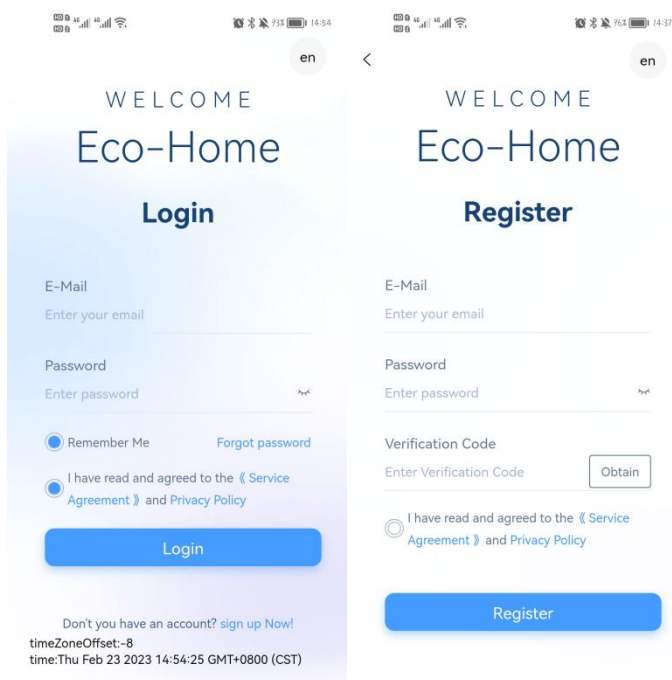 93% 14:54
en
WELCOME
Eco-Home
Login
E-Mail
Enter your email
Password
Enter password
Remember Me Forgot password
I have read and agreed to the 《 Service
Agreement 》 and Privacy Policy
Login
Don't you have an account? sign up Now!
timeZoneOffset:-8
time:Thu Feb 23 2023 14:54:25 GMT+0800 (CST)
96% 14:37
en
WELCOME
Eco-Home
Register
E-Mail
Enter your email
Password
Enter password
Verification Code
Enter Verification Code Obtain
I have read and agreed to the 《 Service
Agreement 》 and Privacy Policy
Register